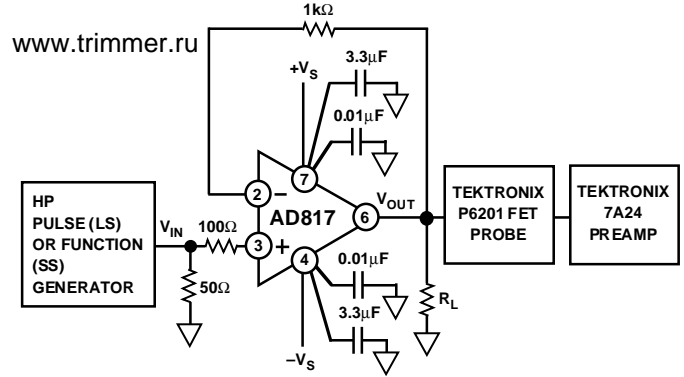 1kΩ
www.trimmer.ru
3.3μF
+VS
0.01μF
7
2
−
AD817
6
VOUT
3
+
4
HP
PULSE (LS)
OR FUNCTION
(SS)
GENERATOR
VIN
100Ω
50Ω
0.01μF
3.3μF
−VS
RL
TEKTRONIX
P6201 FET
PROBE
TEKTRONIX
7A24
PREAMP